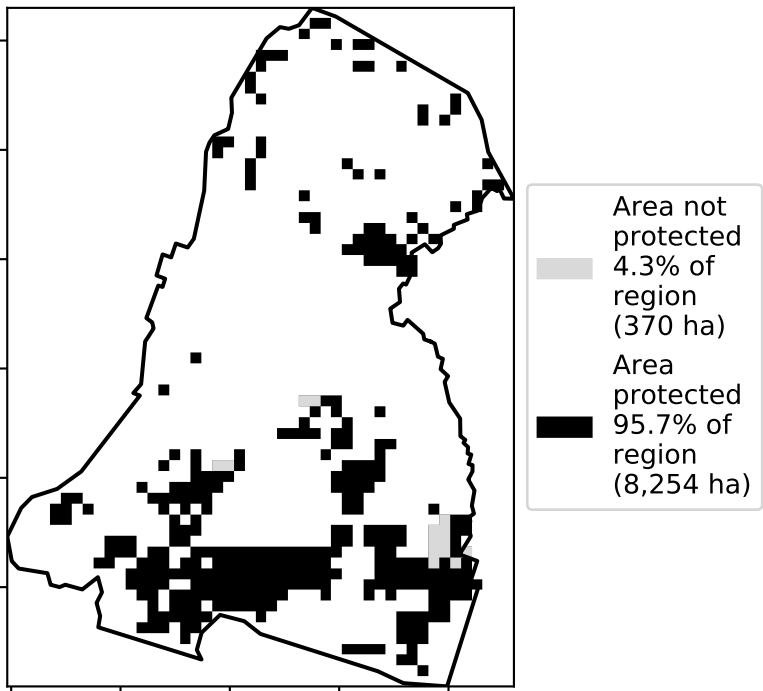 Area not
protected
4.3% of
region
(370 ha)
Area
protected
95.7% of
region
(8,254 ha)